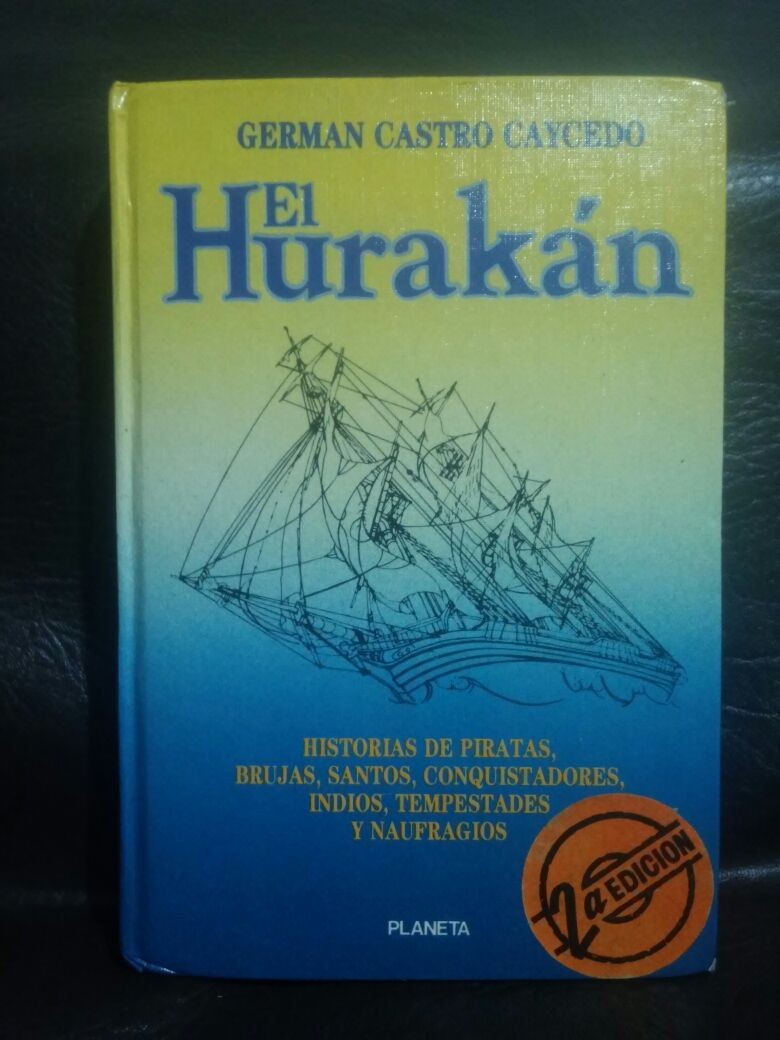 GERMAN CASTRO CAYCEDO
El
Hurakán
HISTORIAS DE PIRATAS,
BRUJAS, SANTOS, CONQUISTADORES,
INDIOS, TEMPESTADES
Y NAUFRAGIOS
2a EDICION
PLANETA